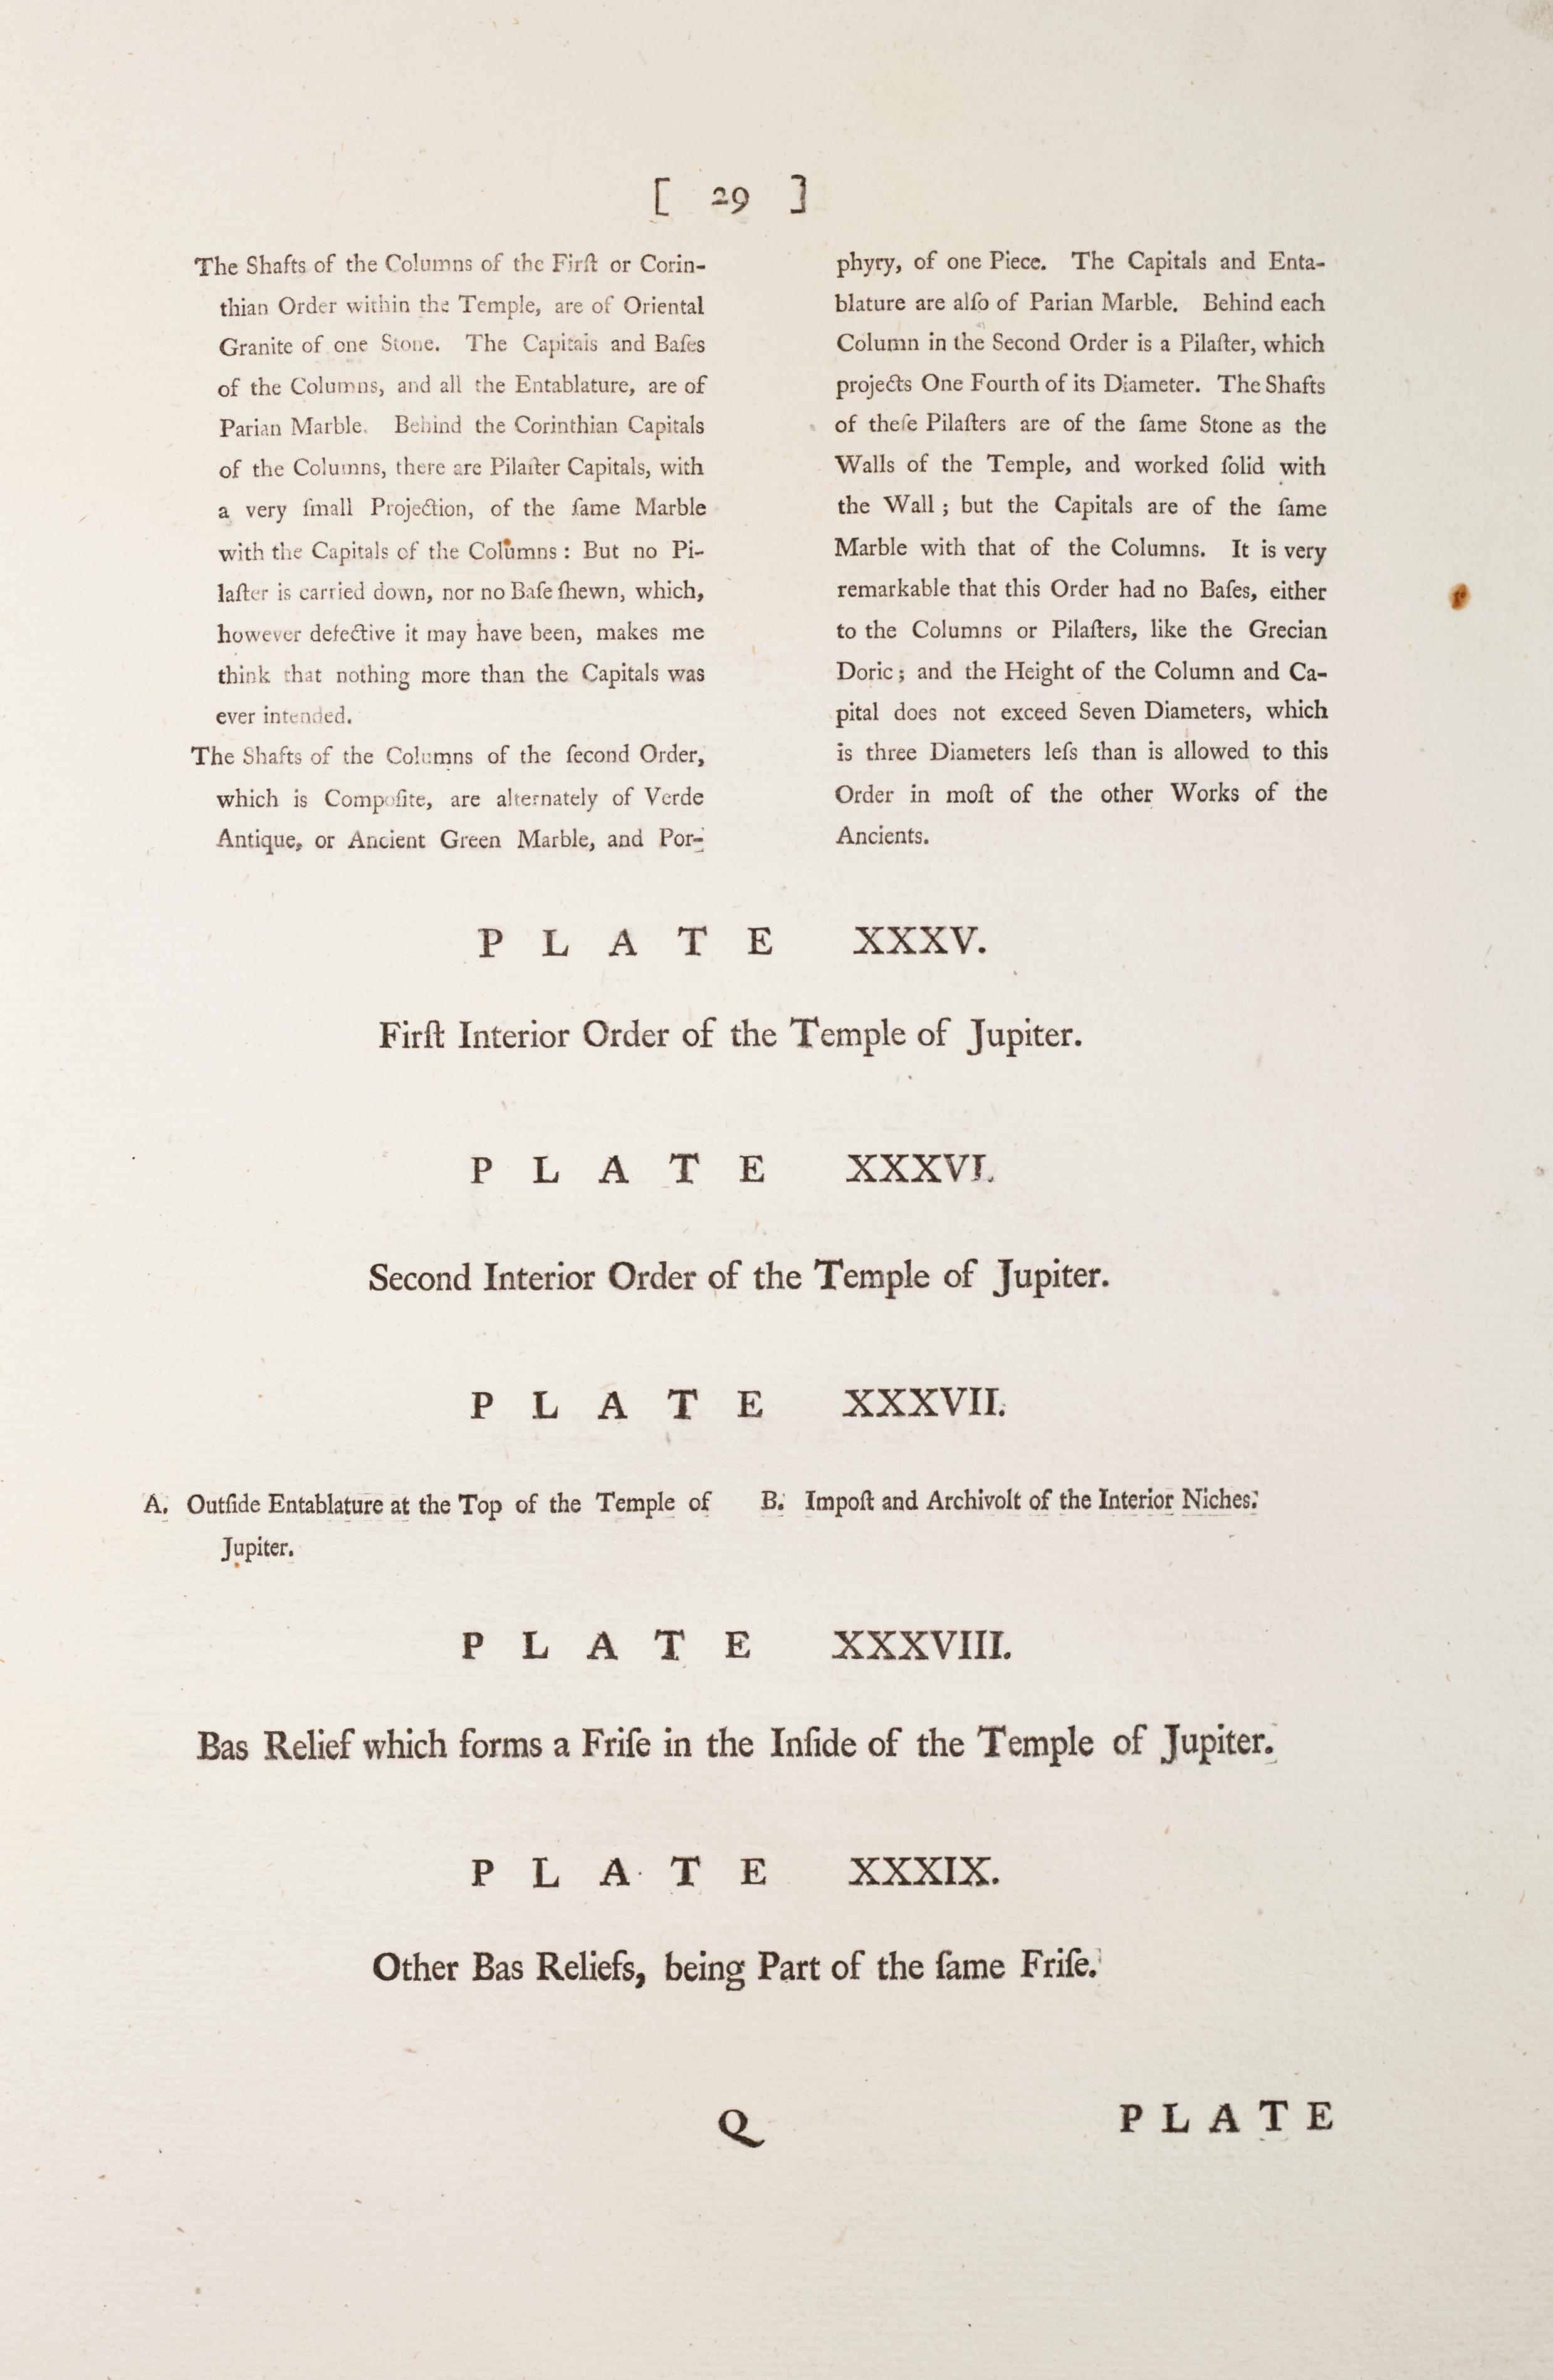 [ 29 ]
The Shafts of the Columns of the Firſt or Corin-
thian Order within the Temple, are of Oriental
Granite of one Stone. The Capitals and Baſes
of the Columns, and all the Entablature, are of
Parian Marble. Behind the Corinthian Capitals
of the Columns, there are Pilaſter Capitals, with
a very ſmall Projection, of the ſame Marble
with the Capitals of the Columns : But no Pi-
laſter is carried down, nor no Baſe ſhewn, which,
however defective it may have been, makes me
think that nothing more than the Capitals was
ever intended.
The Shafts of the Columns of the ſecond Order,
which is Compoſite, are alternately of Verde
Antique, or Ancient Green Marble, and Por-
phyry, of one Piece. The Capitals and Enta-
blature are alſo of Parian Marble. Behind each
Column in the Second Order is a Pilaſter, which
projects One Fourth of its Diameter. The Shafts
of theſe Pilaſters are of the ſame Stone as the
Walls of the Temple, and worked ſolid with
the Wall ; but the Capitals are of the ſame
Marble with that of the Columns. It is very
remarkable that this Order had no Baſes, either
to the Columns or Pilaſters, like the Grecian
Doric ; and the Height of the Column and Ca-
pital does not exceed Seven Diameters, which
is three Diameters leſs than is allowed to this
Order in moſt of the other Works of the
Ancients.
PLATE XXXV.
Firſt Interior Order of the Temple of Jupiter.
PLATE XXXVI.
Second Interior Order of the Temple of Jupiter.
PLATE XXXVII.
A. Outſide Entablature at the Top of the Temple of
Jupiter.
B. Impoſt and Archivolt of the Interior Niches.
PLATE XXXVIII.
Bas Relief which forms a Friſe in the Inſide of the Temple of Jupiter.
PLATE XXXIX.
Other Bas Reliefs, being Part of the ſame Friſe.
Q
PLATE